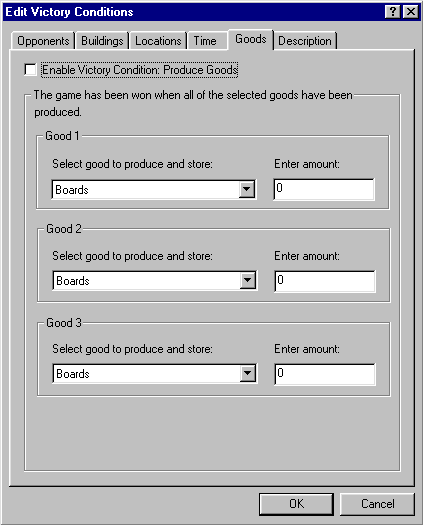 Edit Victory Conditions
Opponents Buildings Locations Time Goods Description
Enable Victory Condition: Produce Goods
The game has been won when all of the selected goods have been
produced.
Good 1
Select good to produce and store: Enter amount:
Boards 0
Good 2
Select good to produce and store: Enter amount:
Boards 0
Good 3
Select good to produce and store: Enter amount:
Boards 0
OK Cancel